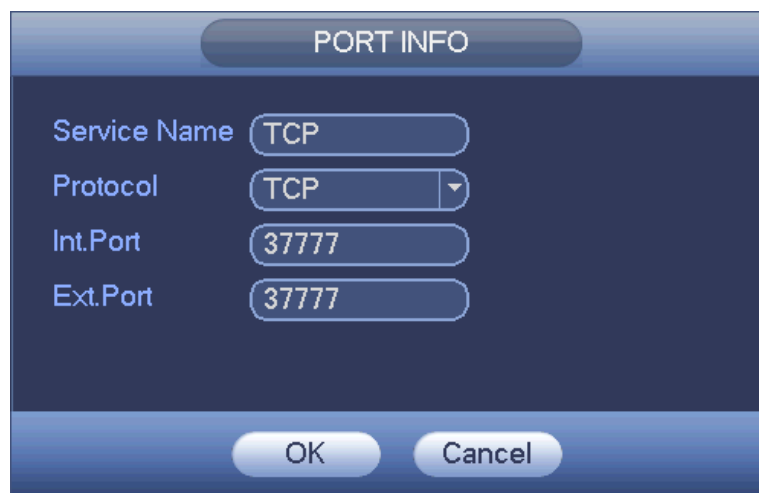 PORT INFO
Service Name TCP
Protocol TCP
Int.Port 37777
Ext.Port 37777
OK Cancel